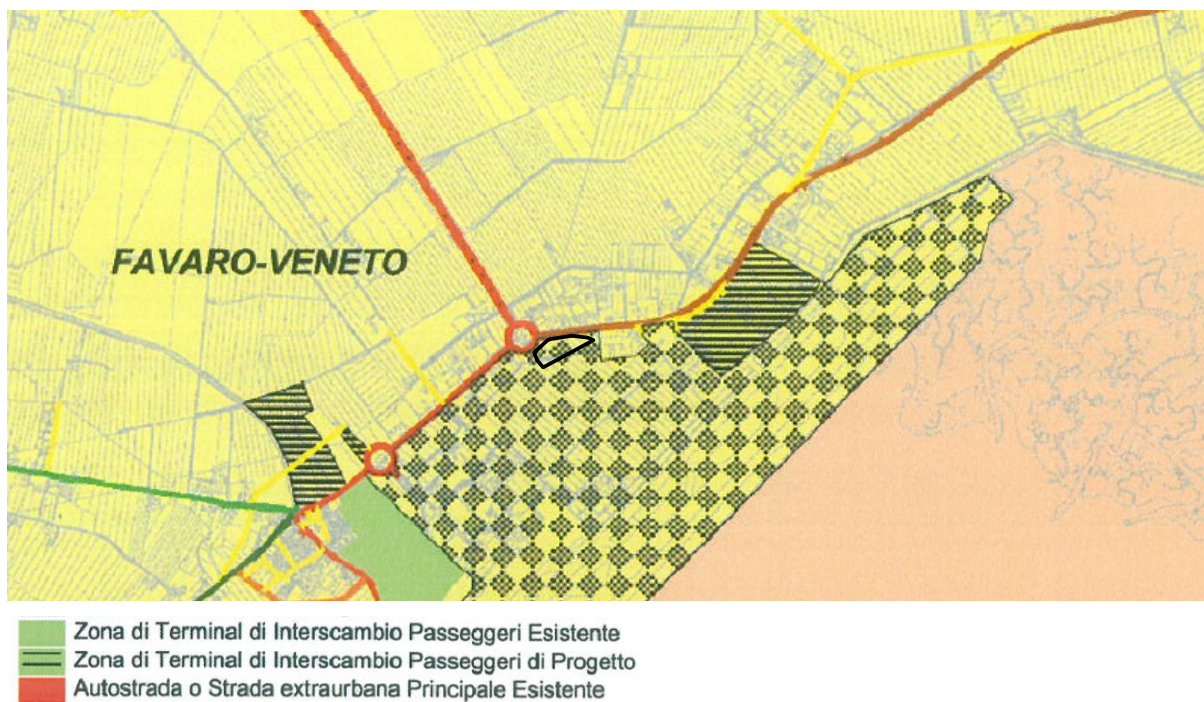 FAVARO-VENETO
Zona di Terminal di Interscambio Passeggeri Esistente
Zona di Terminal di Interscambio Passeggeri di Progetto
Autostrada o Strada extraurbana Principale Esistente